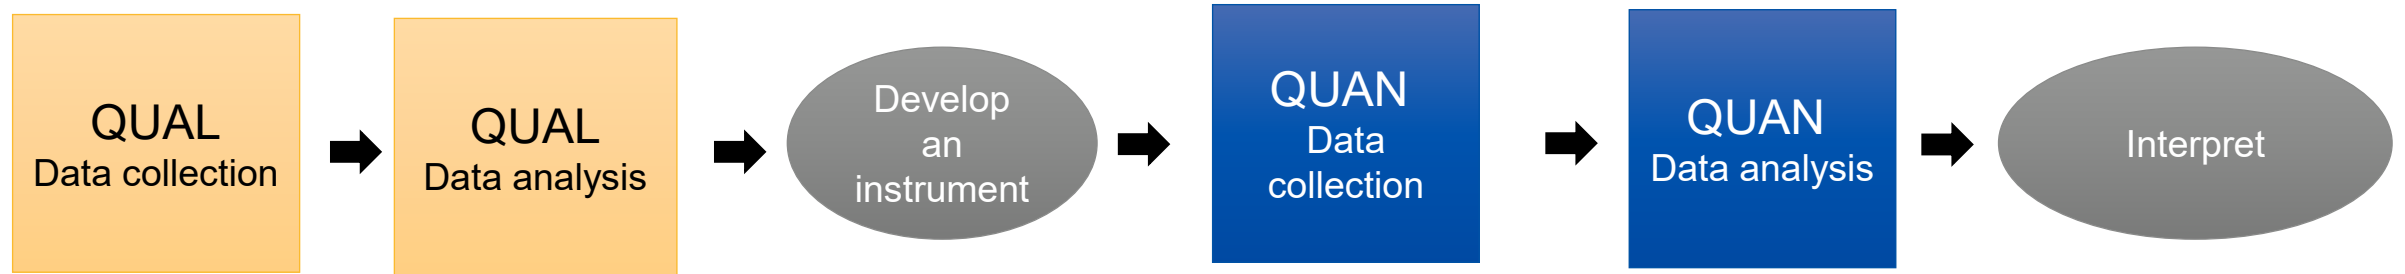 QUAL
Data collection
QUAL
Data analysis
Develop
an
instrument
QUAN
Data
collection
QUAN
Data analysis
Interpret